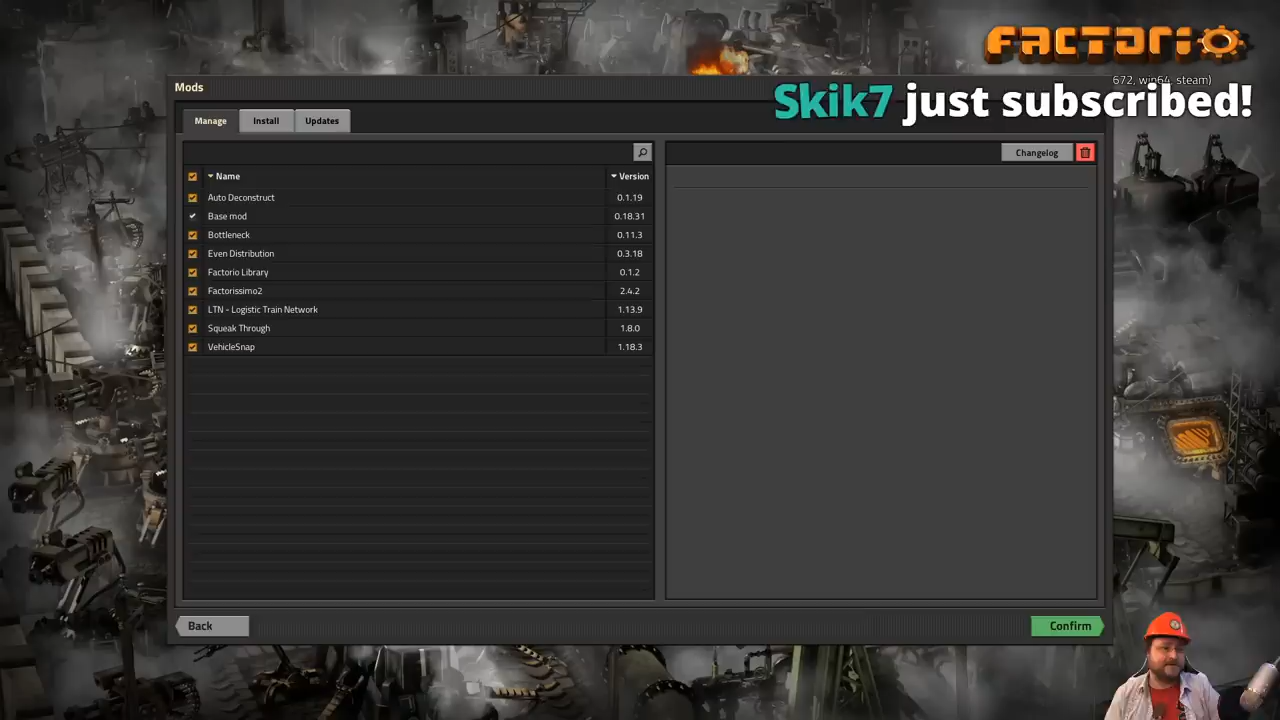 FACTORIO
672, win64, steam)
Skik7 just subscribed!
Mods
Manage Install Updates
Changelog
Name Version
Auto Deconstruct 0.1.19
Base mod 0.18.31
Bottleneck 0.11.3
Even Distribution 0.3.18
Factorio Library 0.1.2
Factorissimo2 2.4.2
LTN - Logistic Train Network 1.13.9
Squeak Through 1.8.0
VehicleSnap 1.18.3
Back Confirm